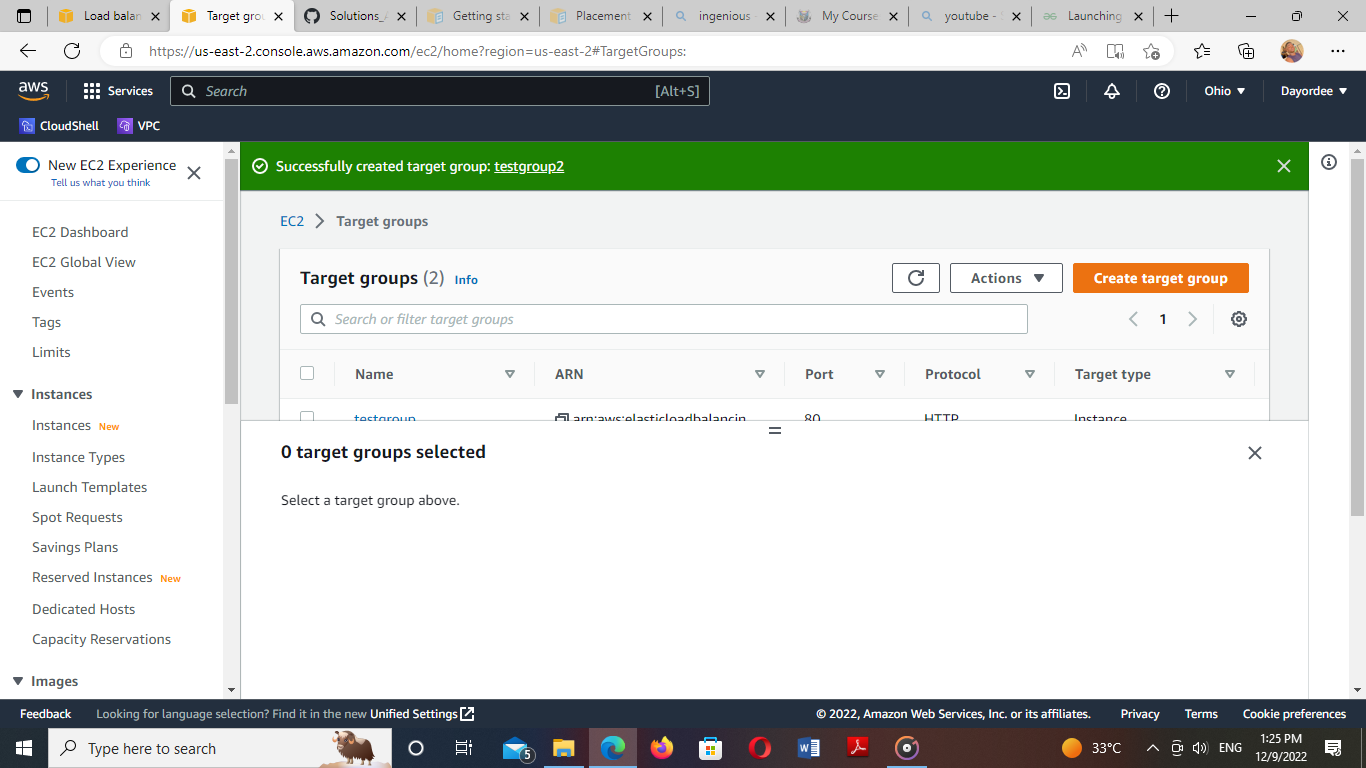 Load balan
Target grou
Solutions_A
Getting sta
Placement
ingenious -
My Course
youtube - S
Launching
https://us-east-2.console.aws.amazon.com/ec2/home?region=us-east-2#TargetGroups:
aws
Services
Search
[Alt+S]
Ohio
Dayordee
CloudShell
VPC
New EC2 Experience
Tell us what you think
Successfully created target group: testgroup2
EC2 Dashboard
EC2 Global View
Events
Tags
Limits
Instances
Instances New
Instance Types
Launch Templates
Spot Requests
Savings Plans
Reserved Instances New
Dedicated Hosts
Capacity Reservations
Images
EC2 > Target groups
Target groups (2) Info
Actions
Create target group
Search or filter target groups
1
Name ARN Port Protocol Target type
testgroup arn:aws:elasticloadbalancin... 80 HTTP Instance
0 target groups selected
Select a target group above.
Feedback
Looking for language selection? Find it in the new Unified Settings
© 2022, Amazon Web Services, Inc. or its affiliates.
Privacy
Terms
Cookie preferences
Type here to search
5
33°C
ENG
1:25 PM
12/9/2022